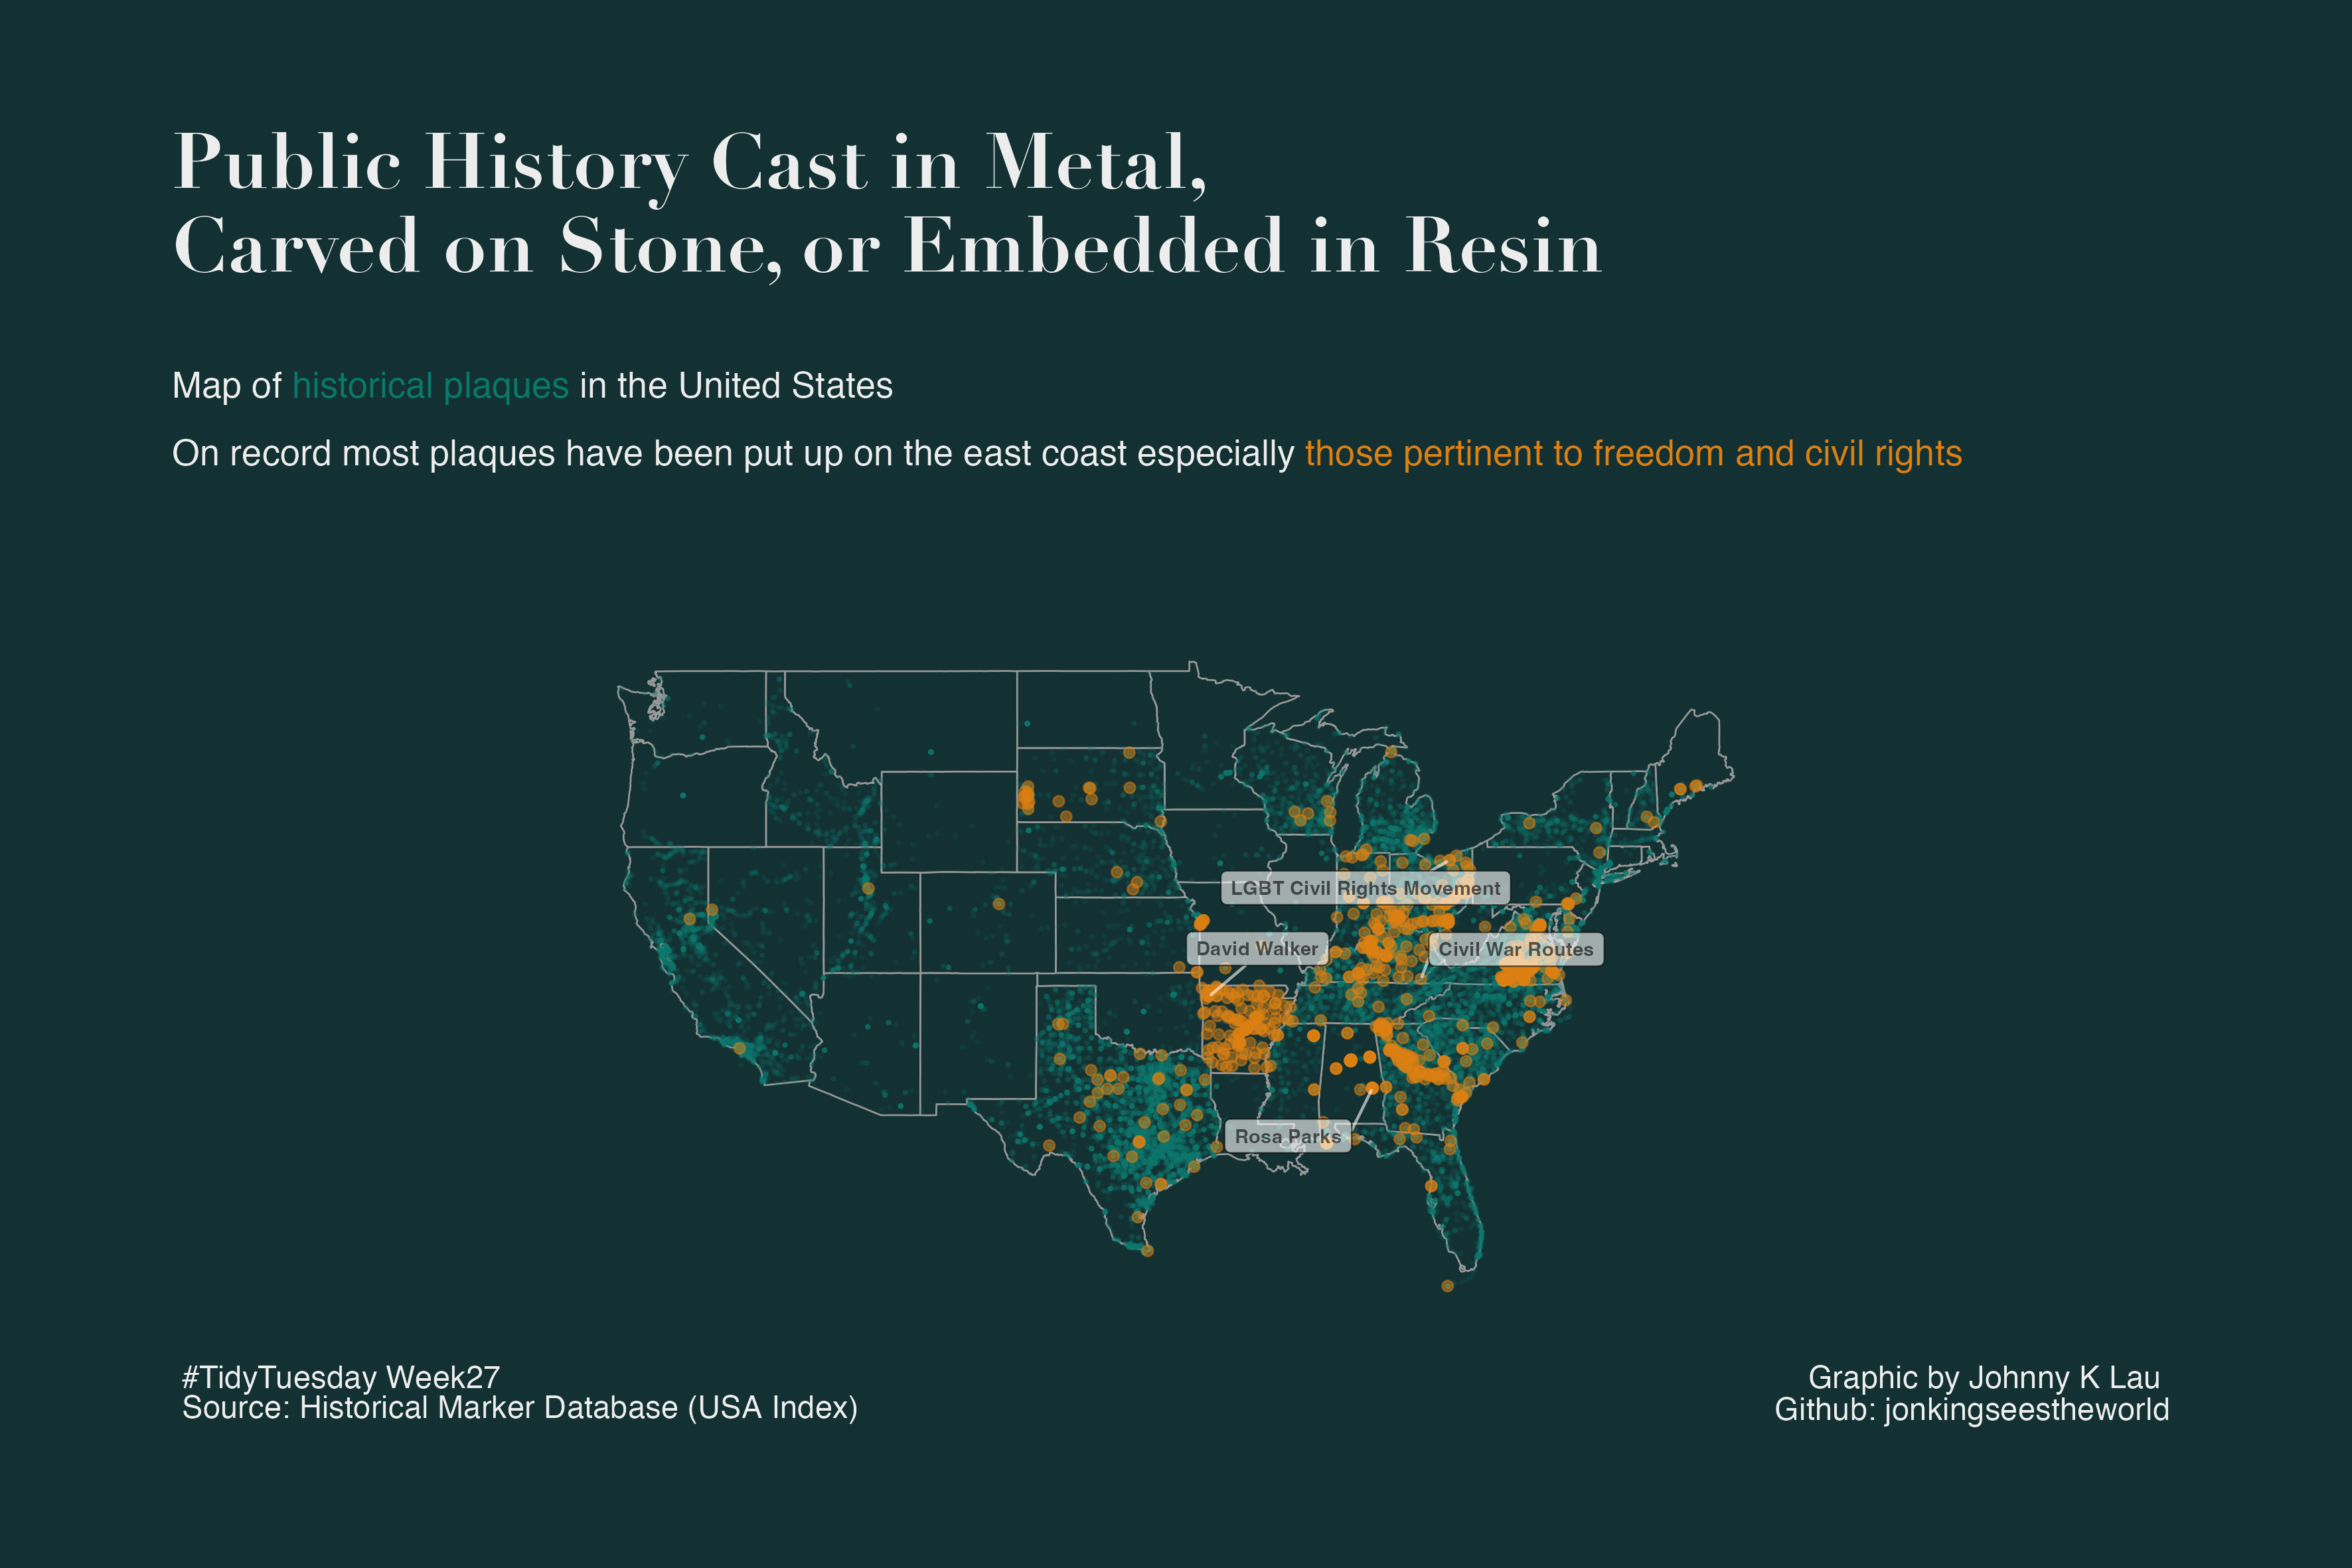 Public History Cast in Metal,
Carved on Stone, or Embedded in Resin
Map of historical plaques in the United States
On record most plaques have been put up on the east coast especially those pertinent to freedom and civil rights
LGBT Civil Rights Movement
David Walker
Civil War Routes
Rosa Parks
#TidyTuesday Week27
Source: Historical Marker Database (USA Index)
Graphic by Johnny K Lau
Github: jonkingseestheworld